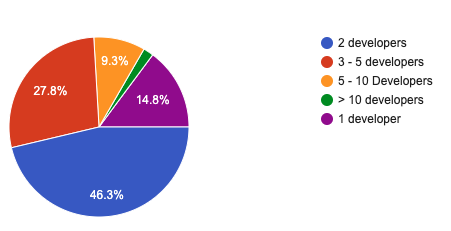 2 developers
3 - 5 developers
5 - 10 Developers
> 10 developers
1 developer
9.3%
27.8%
14.8%
46.3%